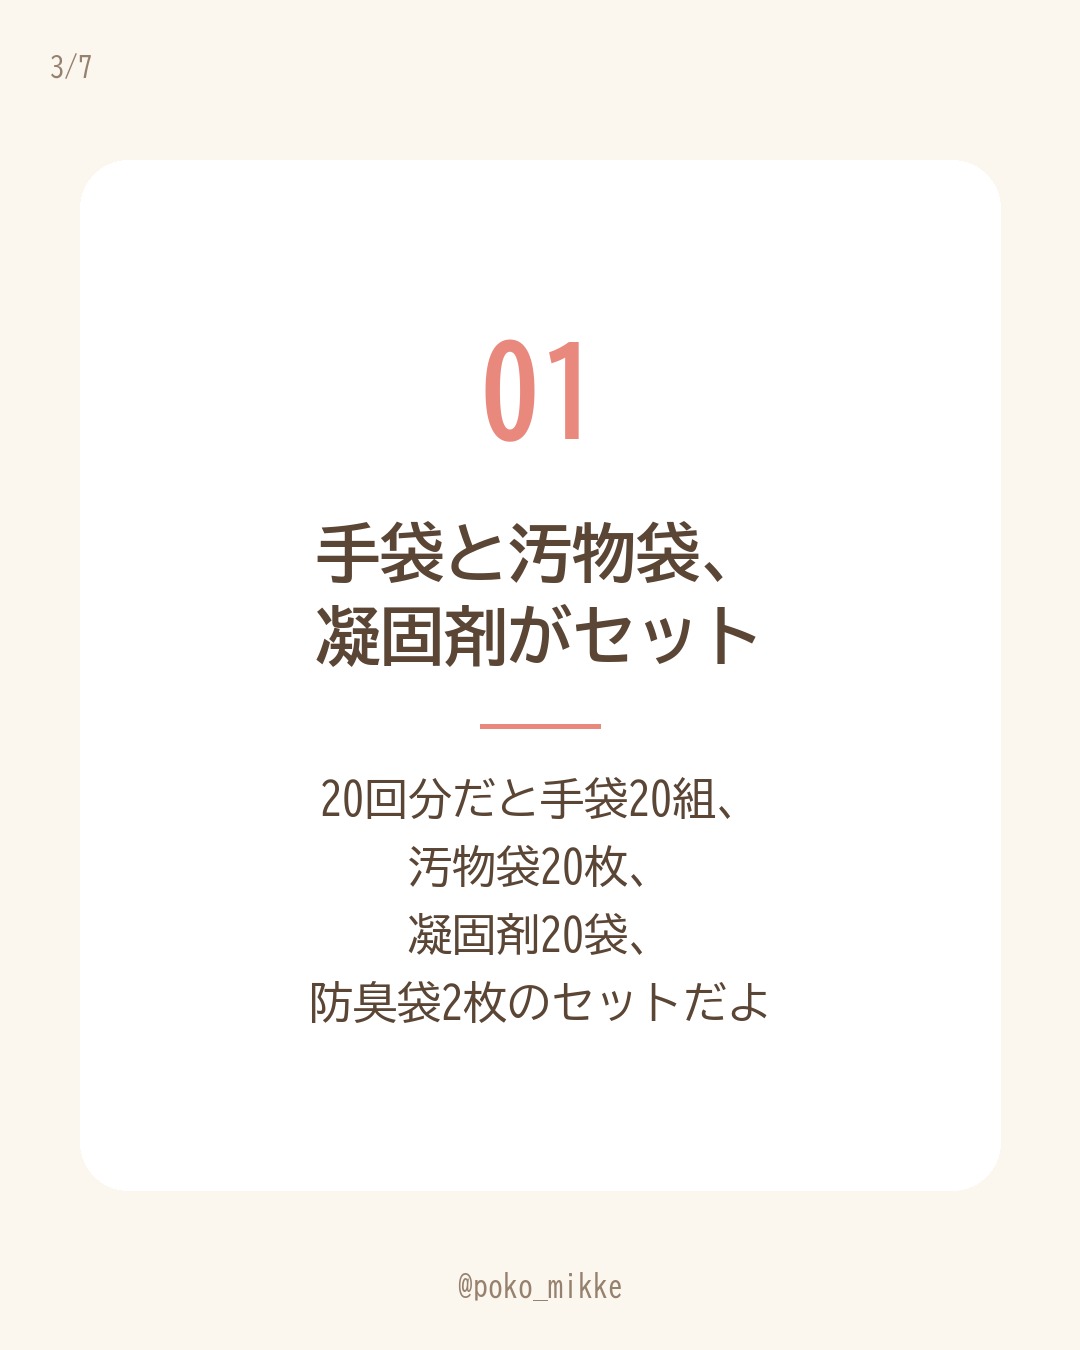 3/7
01
手袋と汚物袋、
凝固剤がセット
20回分だと手袋20組、
汚物袋20枚、
凝固剤20袋、
防臭袋2枚のセットだよ
@poko_mikke